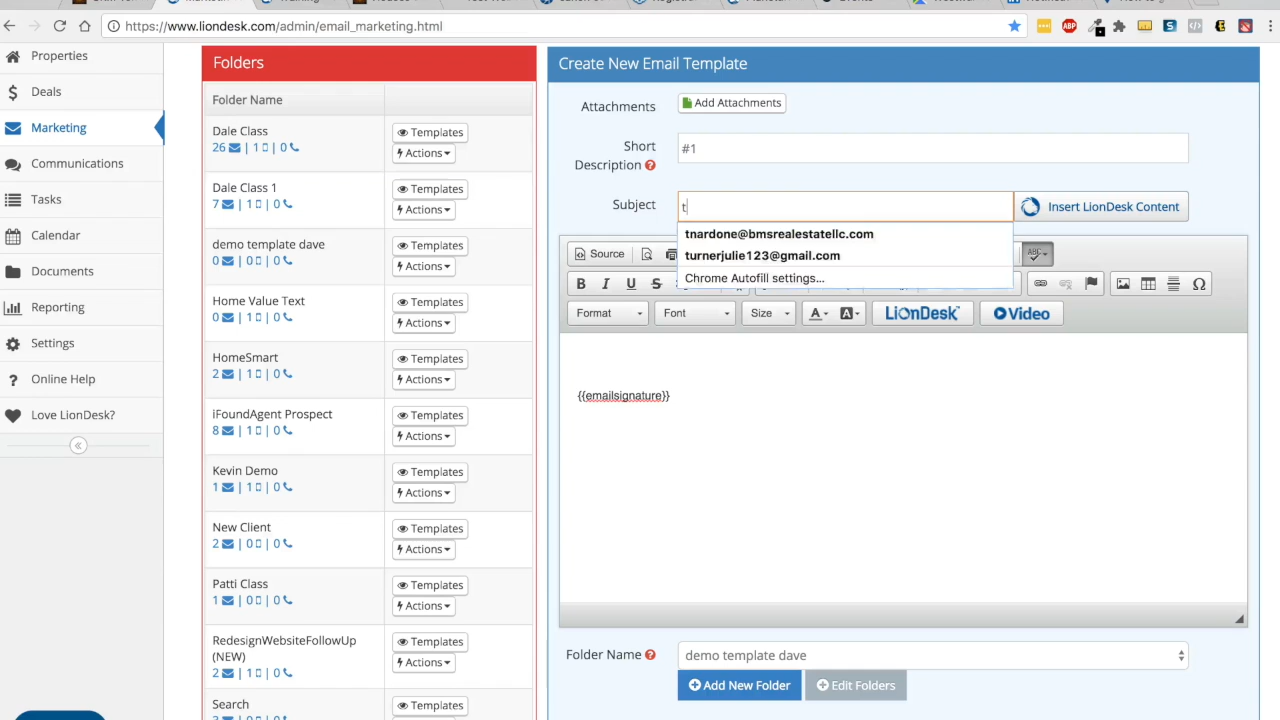 https://www.liondesk.com/admin/email_marketing.html
ABP
Properties
Deals
Marketing
Communications
Tasks
Calendar
Documents
Reporting
Settings
Online Help
Love LionDesk?
Folders
Folder Name
Dale Class
26 | 1 | 0
Templates
Actions
Dale Class 1
7 | 1 | 0
Templates
Actions
demo template dave
0 | 0 | 0
Templates
Actions
Home Value Text
0 | 1 | 0
Templates
Actions
HomeSmart
2 | 1 | 0
Templates
Actions
iFoundAgent Prospect
8 | 1 | 0
Templates
Actions
Kevin Demo
1 | 1 | 0
Templates
Actions
New Client
2 | 0 | 0
Templates
Actions
Patti Class
1 | 0 | 0
Templates
Actions
RedesignWebsiteFollowUp
(NEW)
2 | 1 | 0
Templates
Actions
Search
Templates
Create New Email Template
Attachments
Add Attachments
Short
Description
#1
Subject
t
Insert LionDesk Content
tnardone@bmsrealestatellc.com
turnerjulie123@gmail.com
Chrome Autofill settings...
Source
ABC
B I U S
Format Font Size A A LionDesk Video
{{emailsignature}}
Folder Name
demo template dave
Add New Folder
Edit Folders